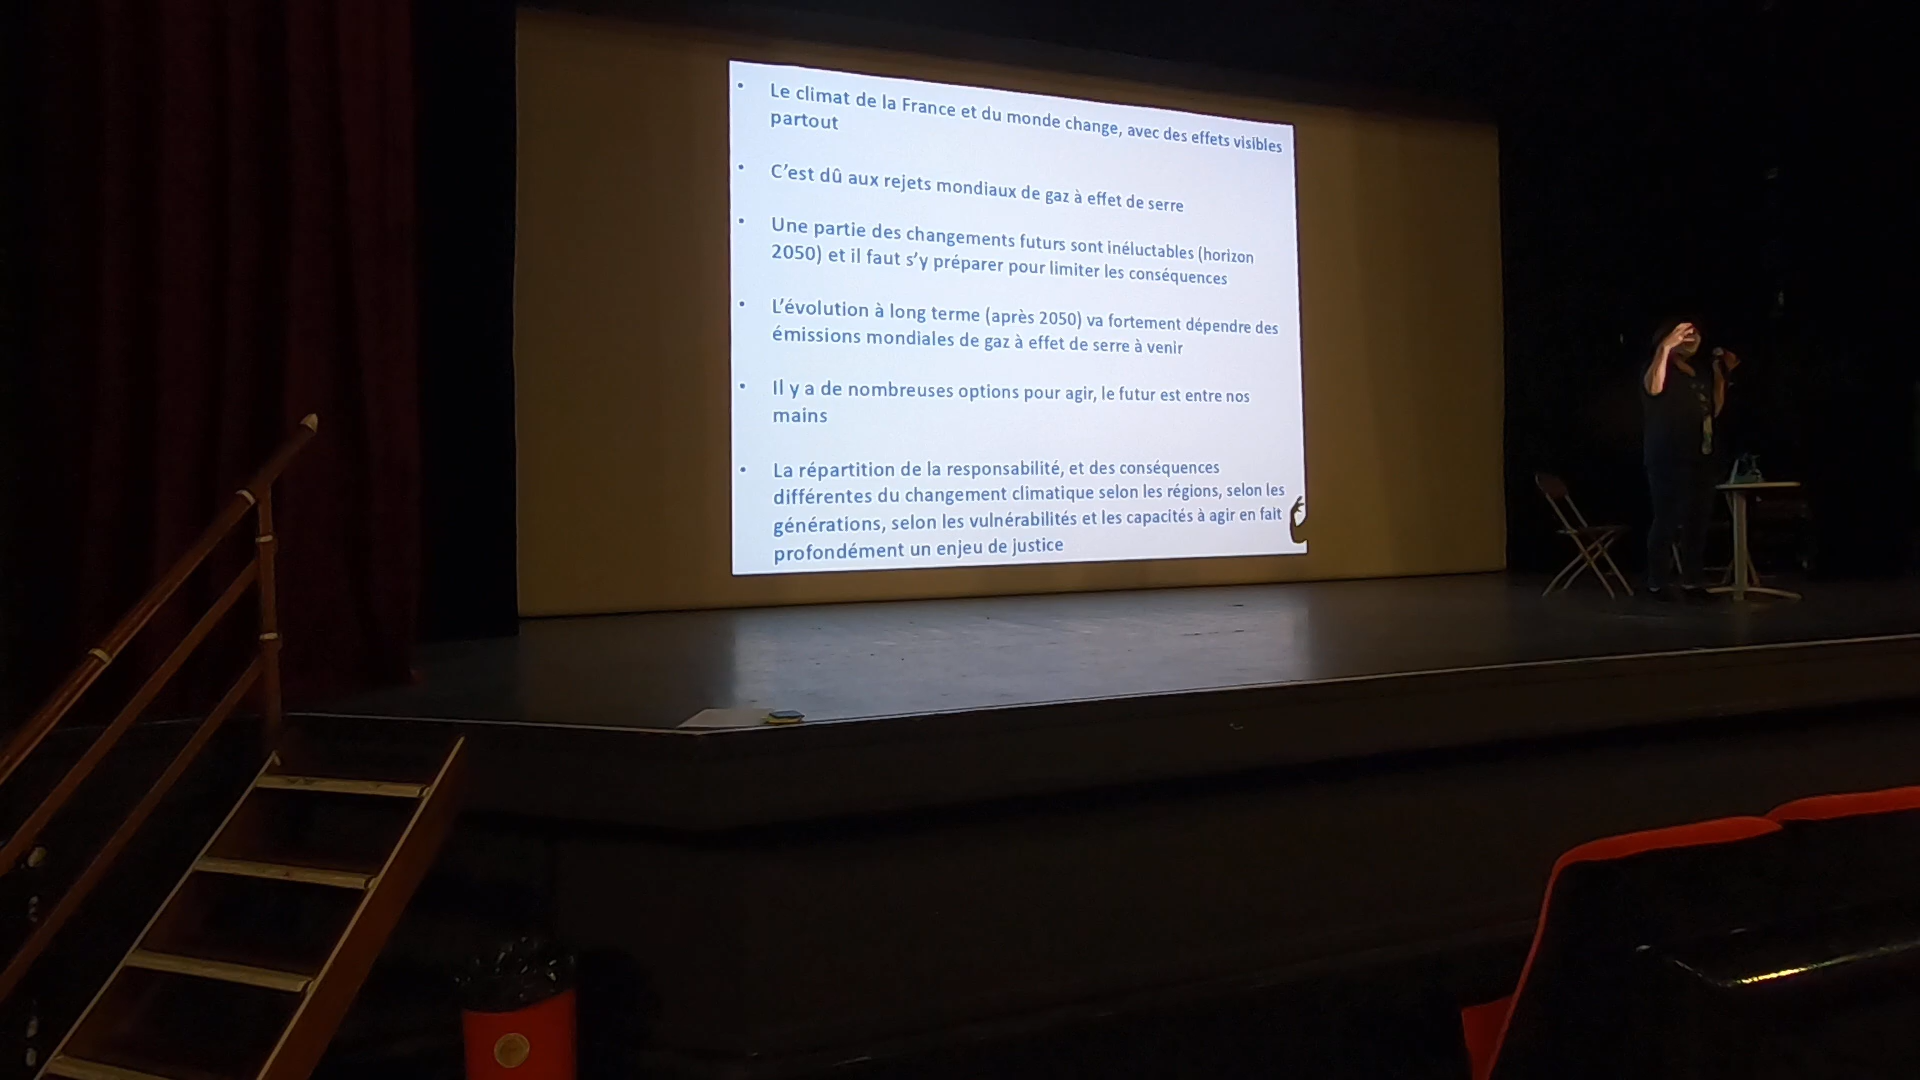 • Le climat de la France et du monde change, avec des effets visibles
partout
• C'est dû aux rejets mondiaux de gaz à effet de serre
• Une partie des changements futurs sont inéluctables (horizon
2050) et il faut s'y préparer pour limiter les conséquences
• L'évolution à long terme (après 2050) va fortement dépendre des
émissions mondiales de gaz à effet de serre à venir
• Il y a de nombreuses options pour agir, le futur est entre nos
mains
• La répartition de la responsabilité, et des conséquences
différentes du changement climatique selon les régions, selon les
générations, selon les vulnérabilités et les capacités à agir en fait
profondément un enjeu de justice